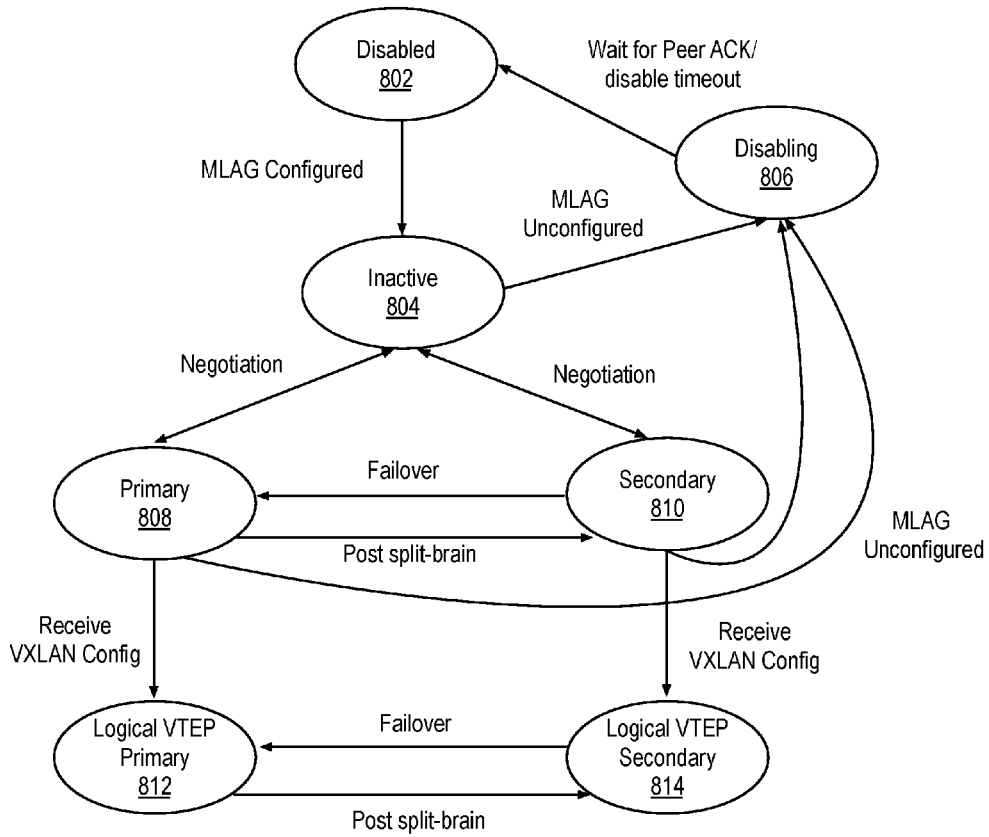 Disabled
802
Wait for Peer ACK/
disable timeout
Disabling
806
MLAG Configured
MLAG
Unconfigured
Inactive
804
Negotiation
Negotiation
Primary
808
Failover
Secondary
810
Post split-brain
MLAG
Unconfigured
Receive
VXLAN Config
Receive
VXLAN Config
Logical VTEP
Primary
812
Failover
Logical VTEP
Secondary
814
Post split-brain